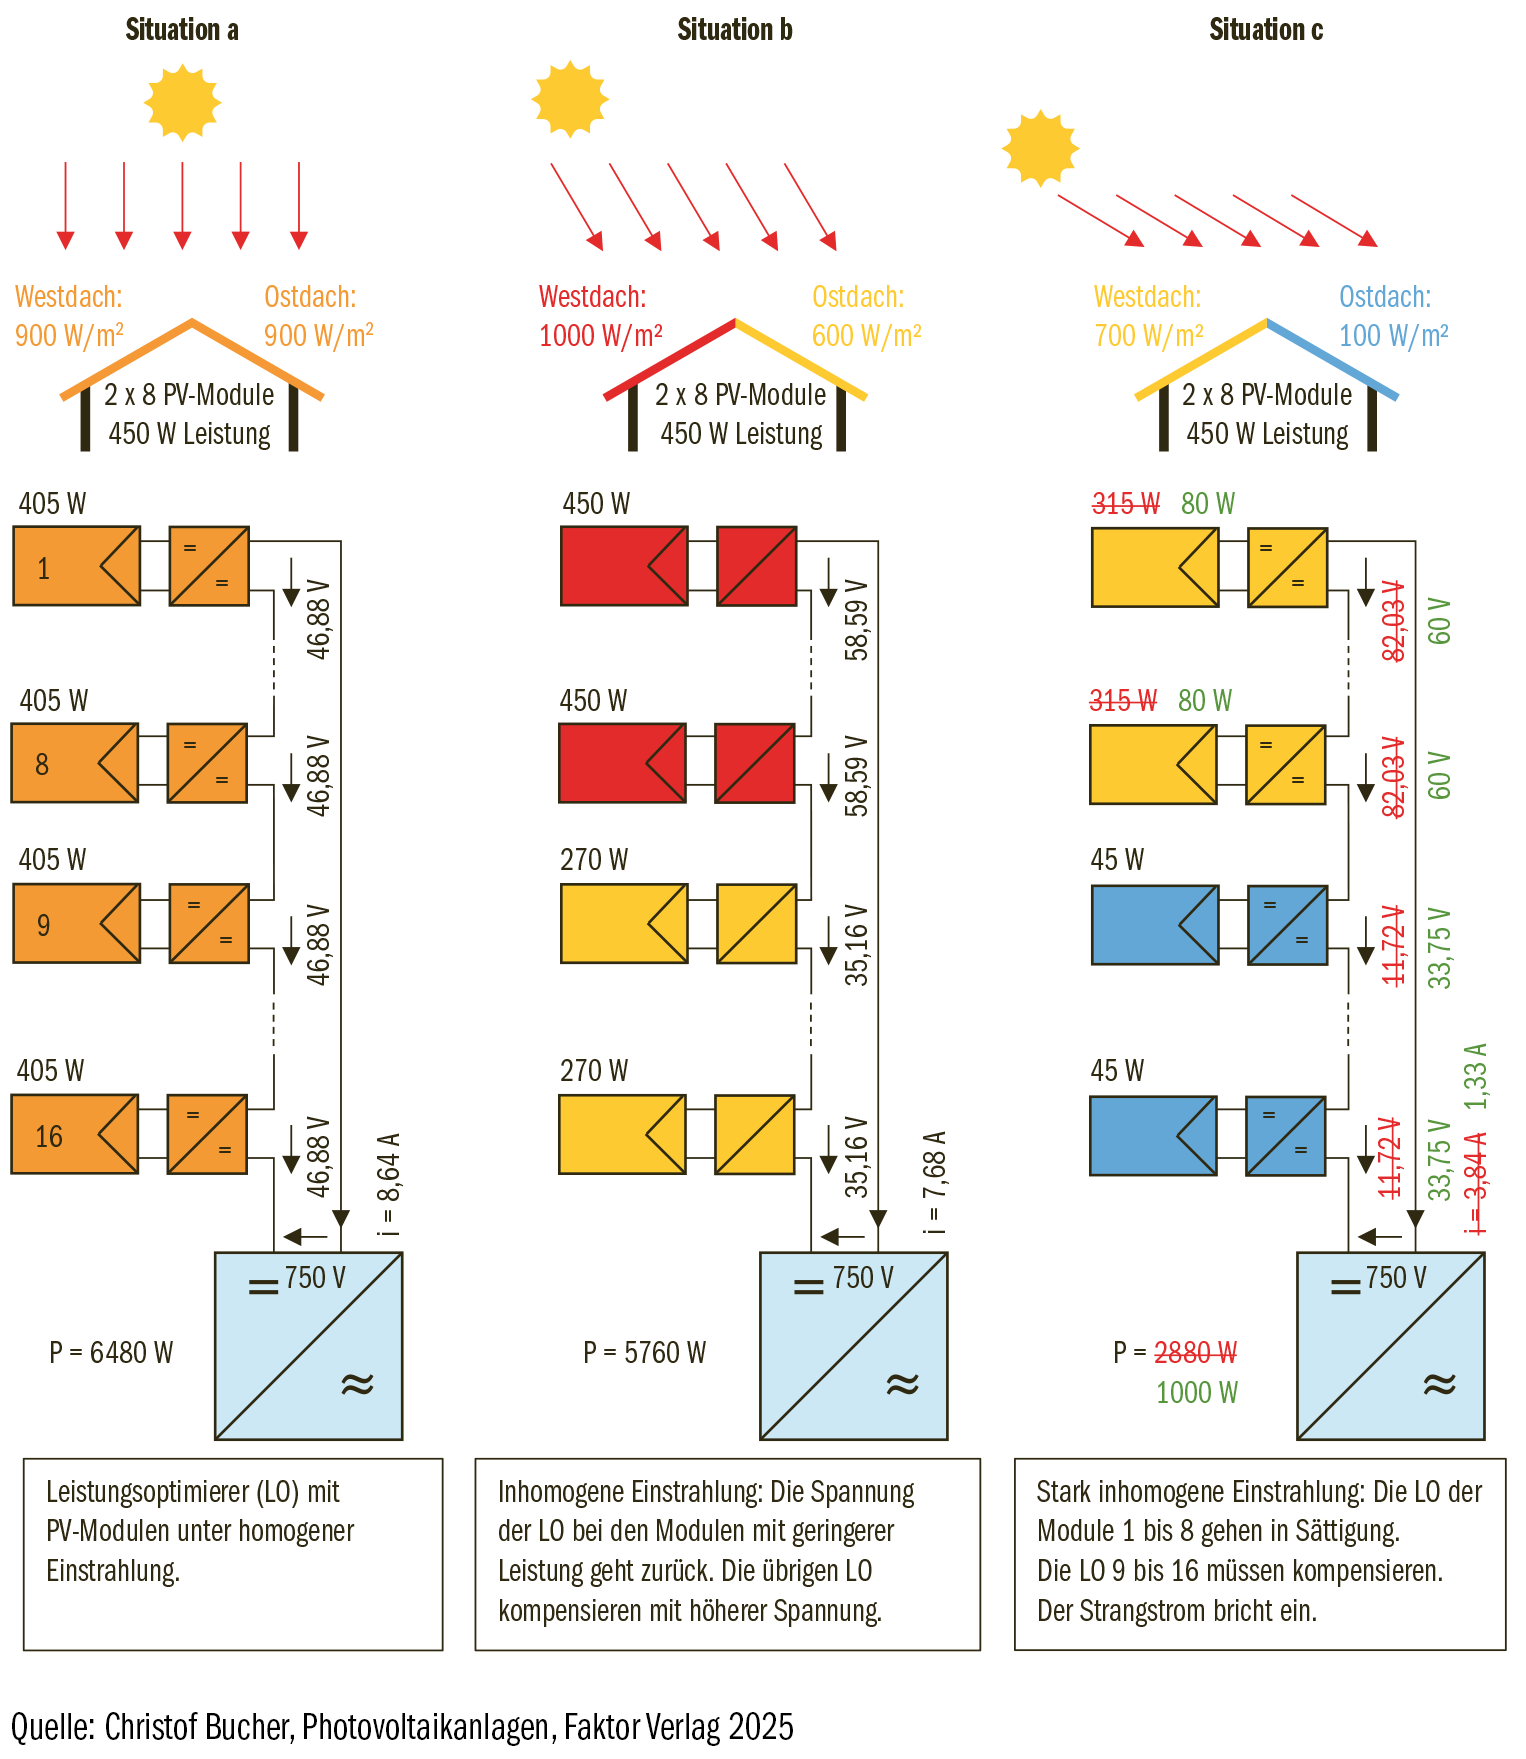 Situation a
Westdach:
900 W/m²
Ostdach:
900 W/m²
2 x 8 PV-Module
450 W Leistung
405 W
1
=
=
46,88 V
405 W
8
=
=
46,88 V
405 W
9
=
=
46,88 V
405 W
16
=
=
46,88 V
i = 8,64 A
= 750 V
≈
P = 6480 W
Leistungsoptimierer (LO) mit
PV-Modulen unter homogener
Einstrahlung.
Situation b
Westdach:
1000 W/m²
Ostdach:
600 W/m²
2 x 8 PV-Module
450 W Leistung
450 W
58,59 V
450 W
58,59 V
270 W
35,16 V
270 W
35,16 V
i = 7,68 A
= 750 V
≈
P = 5760 W
Inhomogene Einstrahlung: Die Spannung
der LO bei den Modulen mit geringerer
Leistung geht zurück. Die übrigen LO
kompensieren mit höherer Spannung.
Situation c
Westdach:
700 W/m²
Ostdach:
100 W/m²
2 x 8 PV-Module
450 W Leistung
315 W 80 W
=
=
82,03 V
60 V
315 W 80 W
=
=
82,03 V
60 V
45 W
=
=
11,72 V
33,75 V
45 W
=
=
11,72 V
33,75 V
i = 3,84 A 1,33 A
= 750 V
≈
P = 2880 W
1000 W
Stark inhomogene Einstrahlung: Die LO der
Module 1 bis 8 gehen in Sättigung.
Die LO 9 bis 16 müssen kompensieren.
Der Strangstrom bricht ein.
Quelle: Christof Bucher, Photovoltaikanlagen, Faktor Verlag 2025